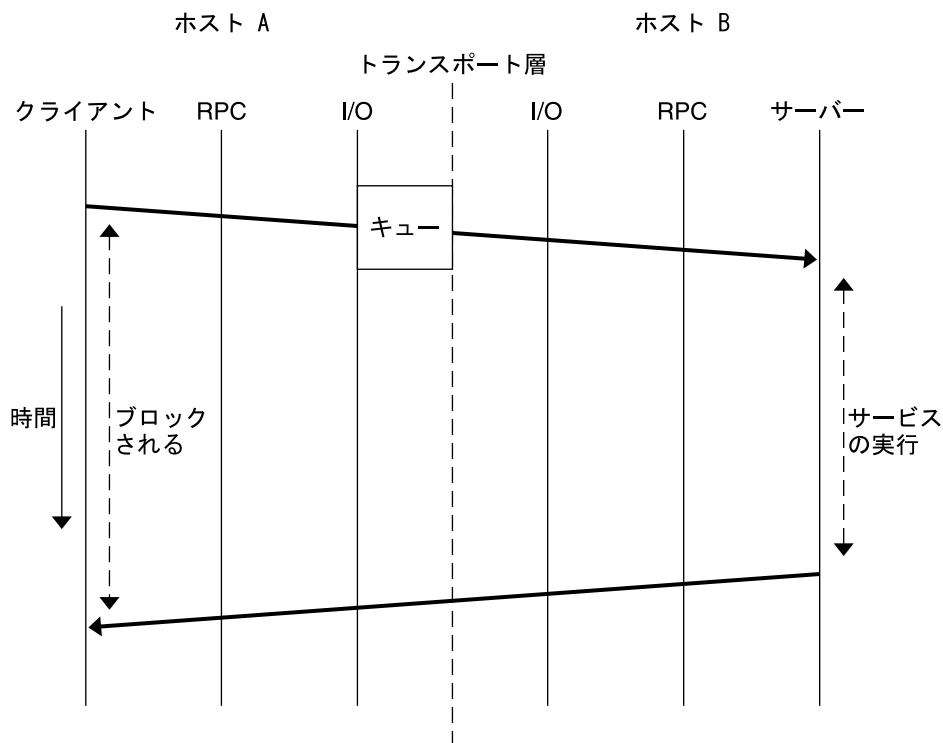 ホスト A
ホスト B
トランスポート層
クライアント
RPC
I/O
I/O
RPC
サーバー
キュー
時間
ブロック
される
サービス
の実行